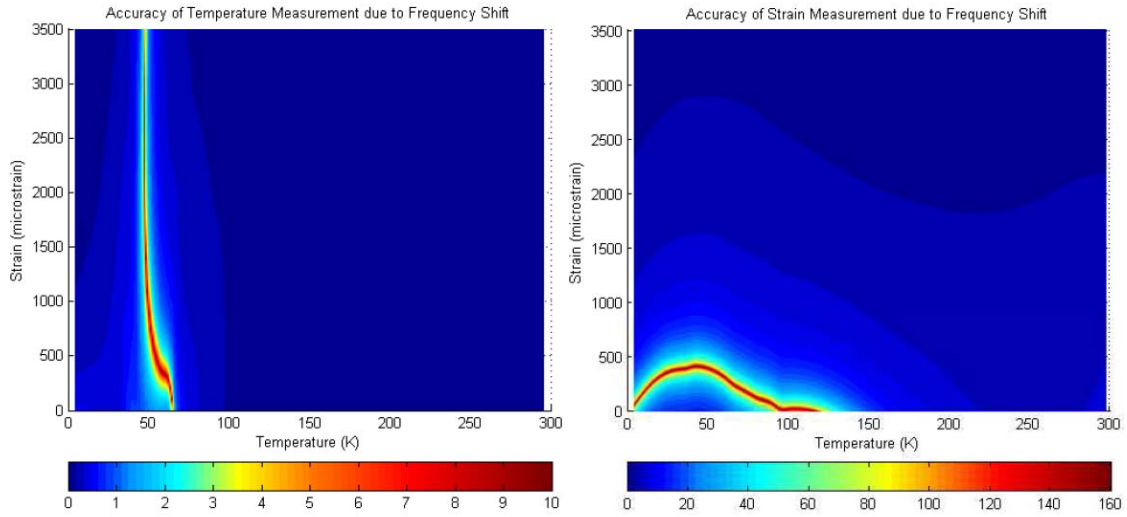 Accuracy of Temperature Measurement due to Frequency Shift
3500
3000
2500
2000
1500
1000
500
0
Strain (microstrain)
0 50 100 150 200 250 300
Temperature (K)
0 1 2 3 4 5 6 7 8 9 10
Accuracy of Strain Measurement due to Frequency Shift
3500
3000
2500
2000
1500
1000
500
0
Strain (microstrain)
0 50 100 150 200 250 300
Temperature (K)
0 20 40 60 80 100 120 140 160